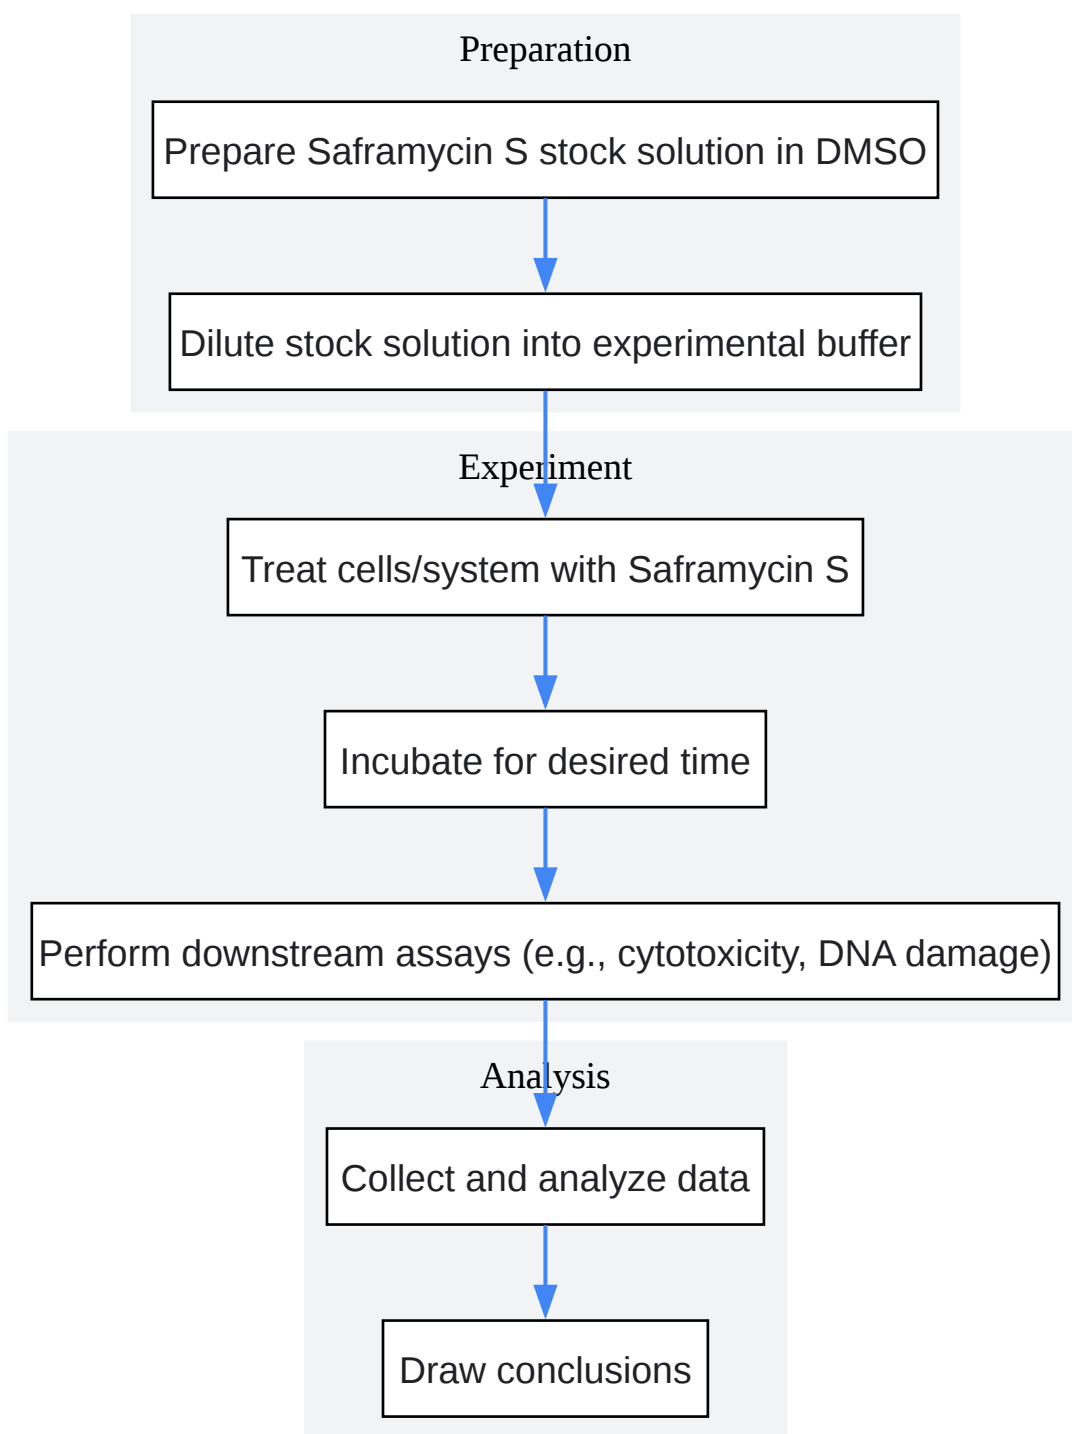 Preparation
Prepare Saframycin S stock solution in DMSO
Dilute stock solution into experimental buffer
Experiment
Treat cells/system with Saframycin S
Incubate for desired time
Perform downstream assays (e.g., cytotoxicity, DNA damage)
Analysis
Collect and analyze data
Draw conclusions